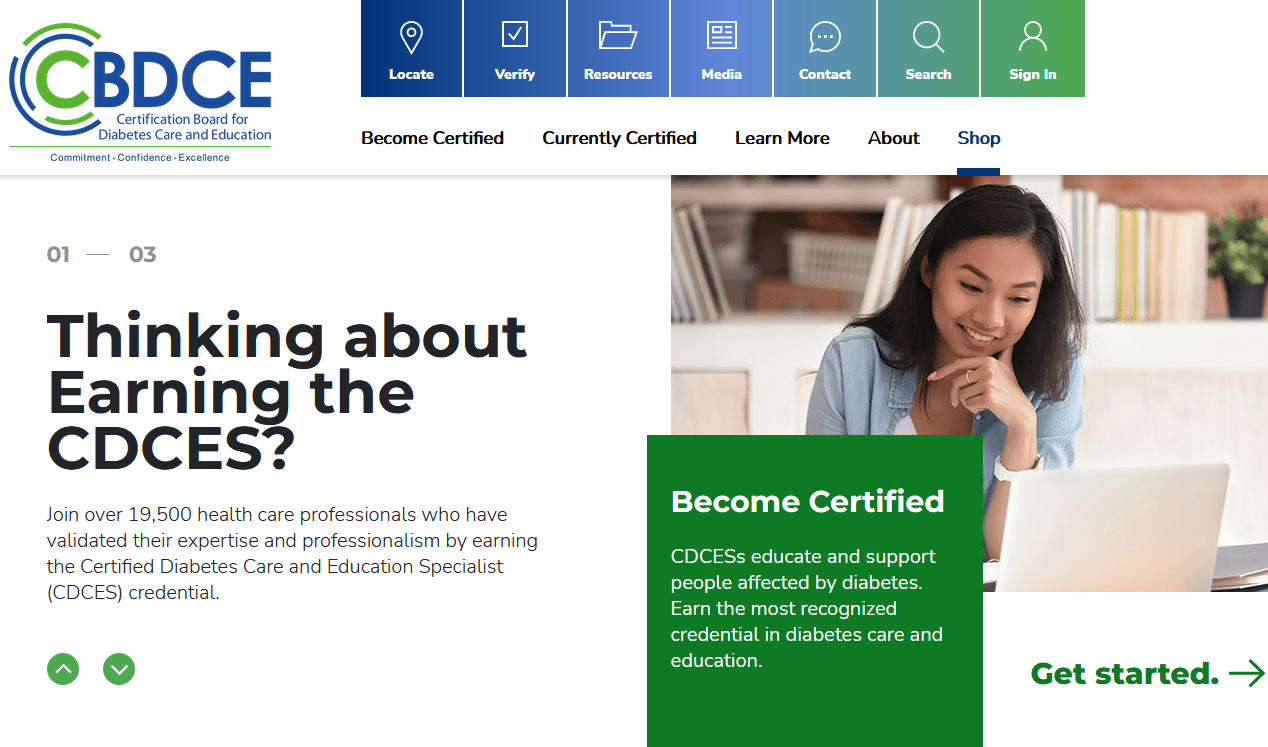 CBDCE
Certification Board for
Diabetes Care and Education
Commitment • Confidence • Excellence
Locate
Verify
Resources
Media
Contact
Search
Sign In
Become Certified
Currently Certified
Learn More
About
Shop
01 — 03
Thinking about
Earning the
CDCES?
Join over 19,500 health care professionals who have
validated their expertise and professionalism by earning
the Certified Diabetes Care and Education Specialist
(CDCES) credential.
Become Certified
CDCESs educate and support
people affected by diabetes.
Earn the most recognized
credential in diabetes care and
education.
Get started.